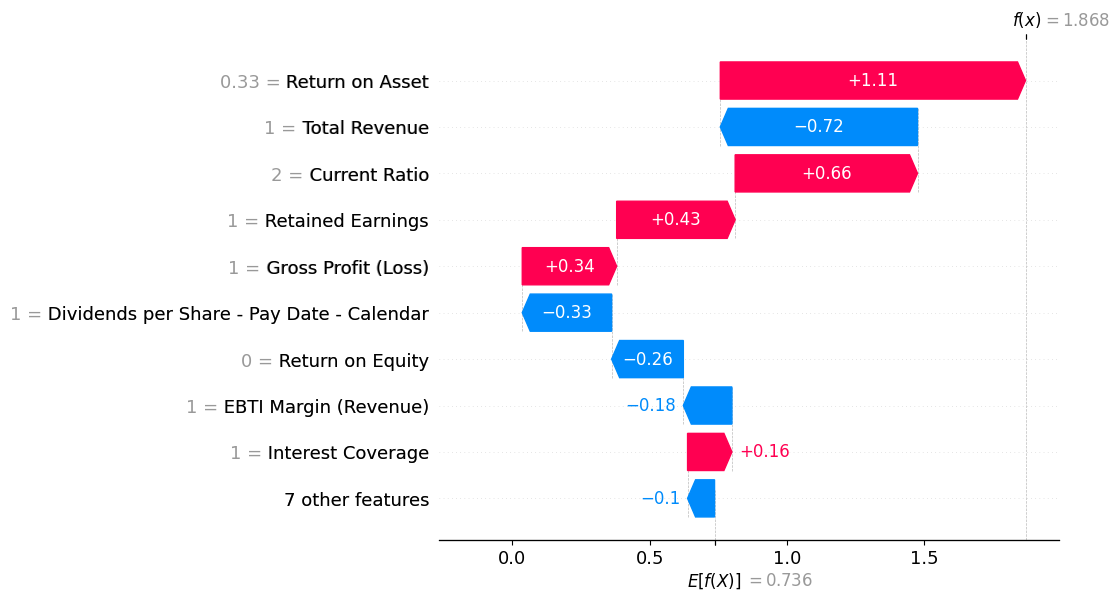 f(x) = 1.868
0.33 = Return on Asset +1.11
1 = Total Revenue −0.72
2 = Current Ratio +0.66
1 = Retained Earnings +0.43
1 = Gross Profit (Loss) +0.34
1 = Dividends per Share - Pay Date - Calendar −0.33
0 = Return on Equity −0.26
1 = EBTI Margin (Revenue) −0.18
1 = Interest Coverage +0.16
7 other features −0.1
0.0 0.5 1.0 1.5
E[f(X)] = 0.736